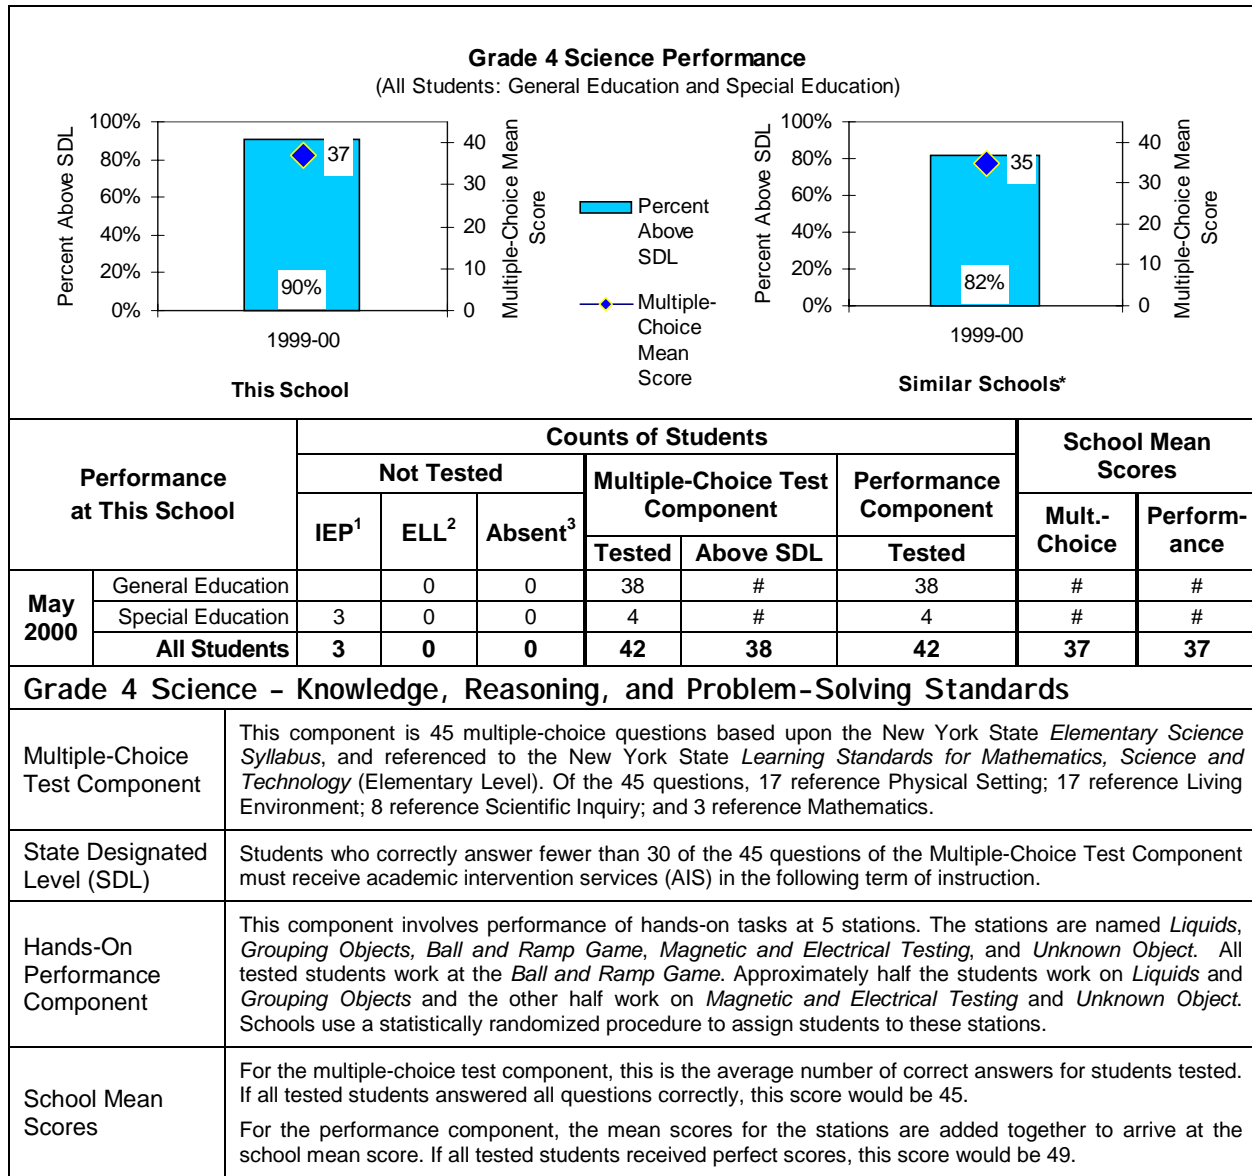 Grade 4 Science Performance
(All Students: General Education and Special Education)
Percent Above SDL
100%
80%
60%
40%
20%
0%
37
90%
40
30
20
10
0
Multiple-Choice Mean
Score
1999-00
This School
Percent
Above
SDL
Multiple-
Choice
Mean
Score
Percent Above SDL
100%
80%
60%
40%
20%
0%
35
82%
40
30
20
10
0
Multiple-Choice Mean
Score
1999-00
Similar Schools*
Performance
at This School
Counts of Students
School Mean
Scores
Not Tested
Multiple-Choice Test
Component
Performance
Component
IEP1 ELL2 Absent3
Mult.-
Choice
Perform-
ance
Tested Above SDL Tested
May
2000
General Education 0 0 38 # 38 # #
Special Education 3 0 0 4 # 4 # #
All Students 3 0 0 42 38 42 37 37
Grade 4 Science – Knowledge, Reasoning, and Problem-Solving Standards
Multiple-Choice
Test Component
This component is 45 multiple-choice questions based upon the New York State Elementary Science
Syllabus, and referenced to the New York State Learning Standards for Mathematics, Science and
Technology (Elementary Level). Of the 45 questions, 17 reference Physical Setting; 17 reference Living
Environment; 8 reference Scientific Inquiry; and 3 reference Mathematics.
State Designated
Level (SDL)
Students who correctly answer fewer than 30 of the 45 questions of the Multiple-Choice Test Component
must receive academic intervention services (AIS) in the following term of instruction.
Hands-On
Performance
Component
This component involves performance of hands-on tasks at 5 stations. The stations are named Liquids,
Grouping Objects, Ball and Ramp Game, Magnetic and Electrical Testing, and Unknown Object. All
tested students work at the Ball and Ramp Game. Approximately half the students work on Liquids and
Grouping Objects and the other half work on Magnetic and Electrical Testing and Unknown Object.
Schools use a statistically randomized procedure to assign students to these stations.
School Mean
Scores
For the multiple-choice test component, this is the average number of correct answers for students tested.
If all tested students answered all questions correctly, this score would be 45.
For the performance component, the mean scores for the stations are added together to arrive at the
school mean score. If all tested students received perfect scores, this score would be 49.